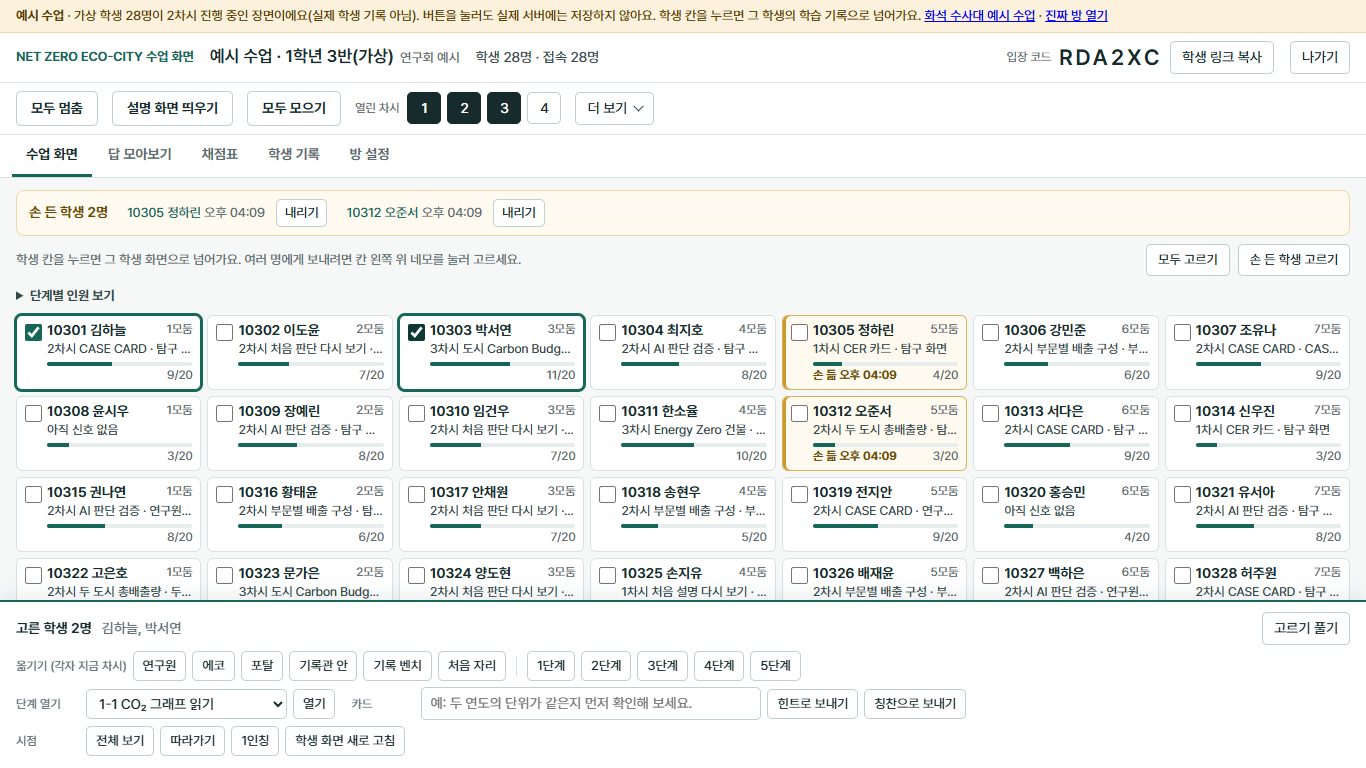 예시 수업 · 가상 학생 28명이 2차시 진행 중인 장면이에요(실제 학생 기록 아님). 버튼을 눌러도 실제 서버에는 저장하지 않아요. 학생 칸을 누르면 그 학생의 학습 기록으로 넘어가요. 화석 수사대 예시 수업 · 진짜 방 열기
NET ZERO ECO-CITY 수업 화면 예시 수업 · 1학년 3반(가상) 연구회 예시 학생 28명 · 접속 28명 입장 코드 RDA2XC 학생 링크 복사 나가기
모두 멈춤 설명 화면 띄우기 모두 모으기 열린 차시 1 2 3 4 더 보기
수업 화면 답 모아보기 채점표 학생 기록 방 설정
손 든 학생 2명 10305 정하린 오후 04:09 내리기 10312 오준서 오후 04:09 내리기
학생 칸을 누르면 그 학생 화면으로 넘어가요. 여러 명에게 보내려면 칸 왼쪽 위 네모를 눌러 고르세요. 모두 고르기 손 든 학생 고르기
▶ 단계별 인원 보기
10301 김하늘 1모둠 10302 이도윤 2모둠 10303 박서연 3모둠 10304 최지호 4모둠 10305 정하린 5모둠 10306 강민준 6모둠 10307 조유나 7모둠
2차시 CASE CARD · 탐구 ... 2차시 처음 판단 다시 보기 ·... 3차시 도시 Carbon Budg... 2차시 AI 판단 검증 · 탐구 ... 1차시 CER 카드 · 탐구 화면 2차시 부문별 배출 구성 · 부... 2차시 CASE CARD · CAS...
9/20 7/20 11/20 8/20 손 듦 오후 04:09 4/20 6/20 9/20
10308 윤시우 1모둠 10309 장예린 2모둠 10310 임건우 3모둠 10311 한소율 4모둠 10312 오준서 5모둠 10313 서다은 6모둠 10314 신우진 7모둠
아직 신호 없음 2차시 AI 판단 검증 · 탐구 ... 2차시 처음 판단 다시 보기 ·... 3차시 Energy Zero 건물 · ... 2차시 두 도시 총배출량 · 탐... 2차시 CASE CARD · 탐구 ... 1차시 CER 카드 · 탐구 화면
3/20 8/20 7/20 10/20 손 듦 오후 04:09 3/20 9/20 3/20
10315 권나연 1모둠 10316 황태윤 2모둠 10317 안채원 3모둠 10318 송현우 4모둠 10319 전지안 5모둠 10320 홍승민 6모둠 10321 유서아 7모둠
2차시 AI 판단 검증 · 연구원... 2차시 부문별 배출 구성 · 탐... 2차시 처음 판단 다시 보기 ·... 2차시 부문별 배출 구성 · 부... 2차시 CASE CARD · 연구... 아직 신호 없음 2차시 AI 판단 검증 · 탐구 ...
8/20 6/20 7/20 5/20 9/20 4/20 8/20
10322 고은호 1모둠 10323 문가은 2모둠 10324 양도현 3모둠 10325 손지유 4모둠 10326 배재윤 5모둠 10327 백하은 6모둠 10328 허주원 7모둠
2차시 두 도시 총배출량 · 두... 3차시 도시 Carbon Budg... 2차시 처음 판단 다시 보기 ·... 1차시 처음 설명 다시 보기 · ... 2차시 부문별 배출 구성 · 부... 2차시 AI 판단 검증 · 연구원... 2차시 CASE CARD · 탐구 ...
고른 학생 2명 김하늘, 박서연 고르기 풀기
옮기기 (각자 지금 차시) 연구원 에코 포탈 기록관 안 기록 벤치 처음 자리 1단계 2단계 3단계 4단계 5단계
단계 열기 1-1 CO₂ 그래프 읽기 열기 카드 예: 두 연도의 단위가 같은지 먼저 확인해 보세요. 힌트로 보내기 칭찬으로 보내기
시점 전체 보기 따라가기 1인칭 학생 화면 새로 고침